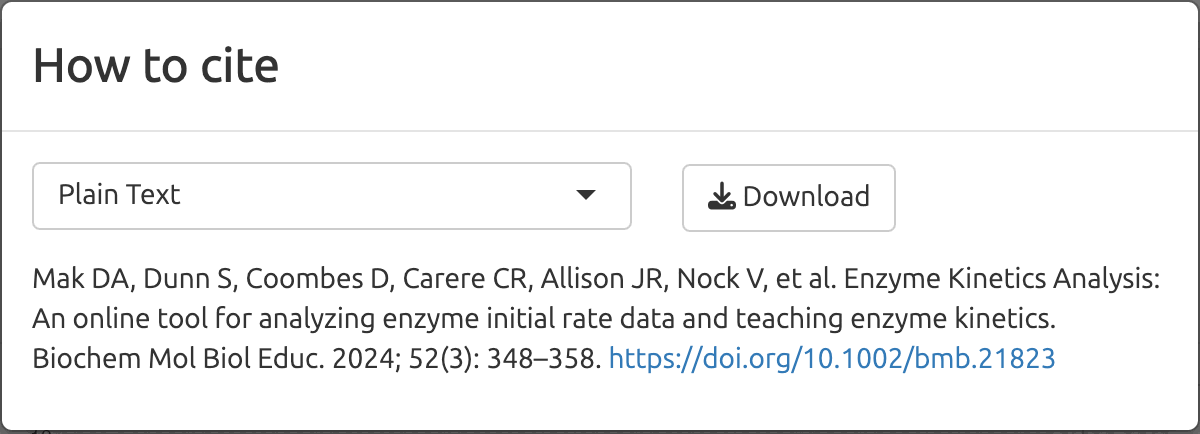 How to cite
Plain Text
Download
Mak DA, Dunn S, Coombes D, Carere CR, Allison JR, Nock V, et al. Enzyme Kinetics Analysis:
An online tool for analyzing enzyme initial rate data and teaching enzyme kinetics.
Biochem Mol Biol Educ. 2024; 52(3): 348–358. https://doi.org/10.1002/bmb.21823